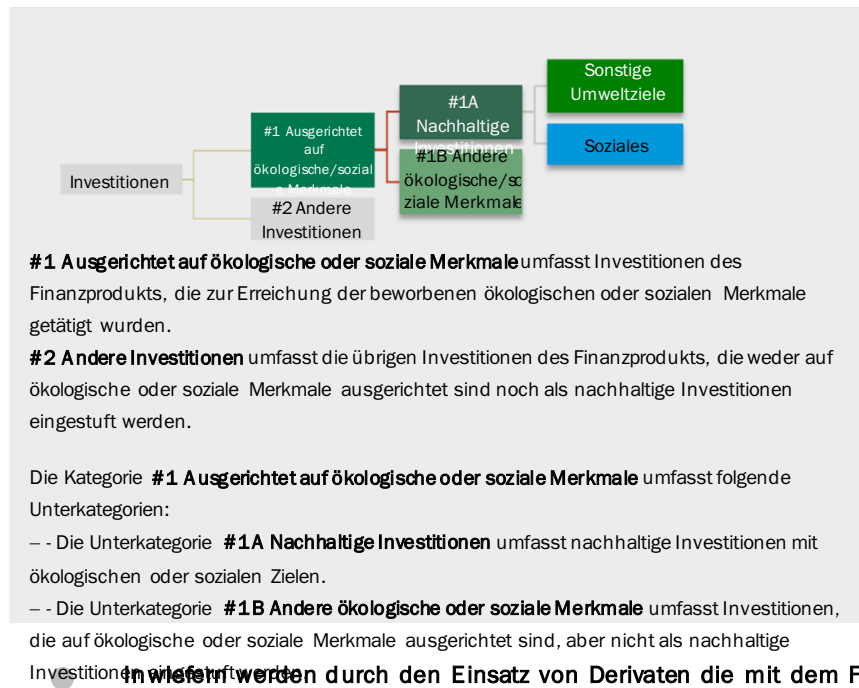 Sonstige
Umweltziele
#1A
Nachhaltige
Investitionen
#1 Ausgerichtet
auf
ökologische/sozial
e Merkmale
Soziales
#1B Andere
ökologische/so
ziale Merkmale
Investitionen
#2 Andere
Investitionen
#1 Ausgerichtet auf ökologische oder soziale Merkmale umfasst Investitionen des
Finanzprodukts, die zur Erreichung der beworbenen ökologischen oder sozialen Merkmale
getätigt wurden.
#2 Andere Investitionen umfasst die übrigen Investitionen des Finanzprodukts, die weder auf
ökologische oder soziale Merkmale ausgerichtet sind noch als nachhaltige Investitionen
eingestuft werden.
Die Kategorie #1 Ausgerichtet auf ökologische oder soziale Merkmale umfasst folgende
Unterkategorien:
– - Die Unterkategorie #1A Nachhaltige Investitionen umfasst nachhaltige Investitionen mit
ökologischen oder sozialen Zielen.
– - Die Unterkategorie #1B Andere ökologische oder soziale Merkmale umfasst Investitionen,
die auf ökologische oder soziale Merkmale ausgerichtet sind, aber nicht als nachhaltige
Investitionen eingestuft werden.
Inwiefern werden durch den Einsatz von Derivaten die mit dem F